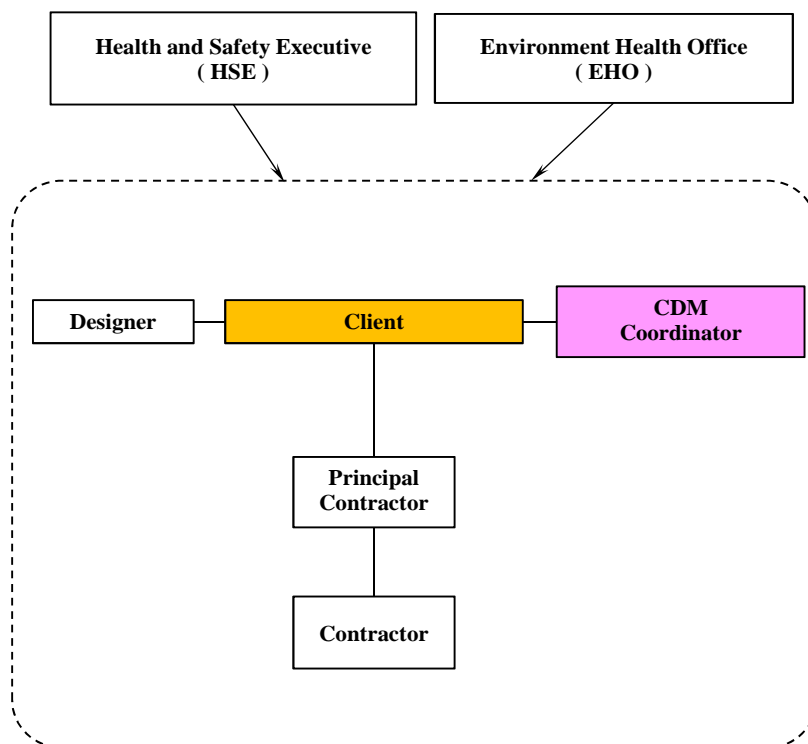 Health and Safety Executive
( HSE )
Environment Health Office
( EHO )
Designer
Client
CDM
Coordinator
Principal
Contractor
Contractor